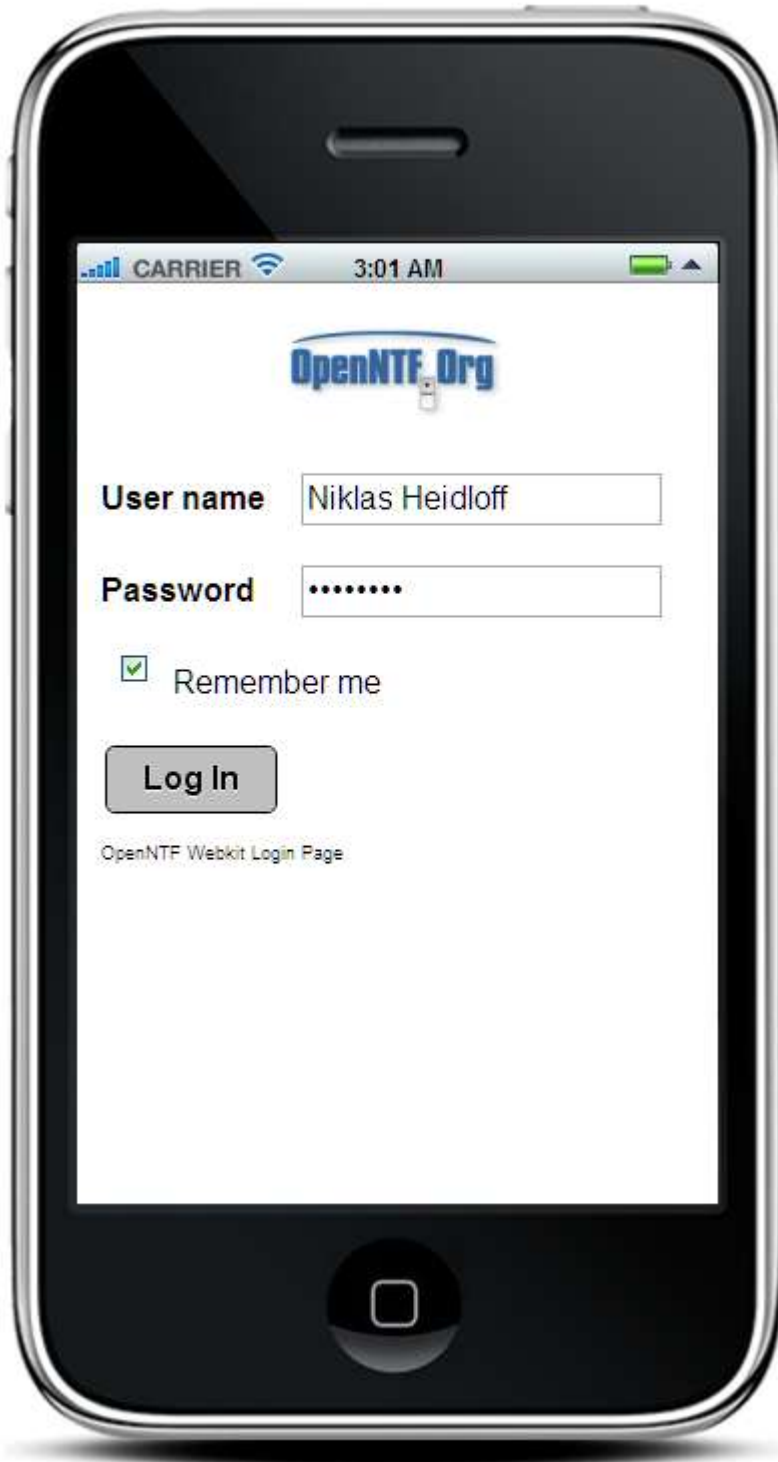 CARRIER 3:01 AM
OpenNTF.Org
User name Niklas Heidloff
Password ••••••••
Remember me
Log In
OpenNTF Webkit Login Page